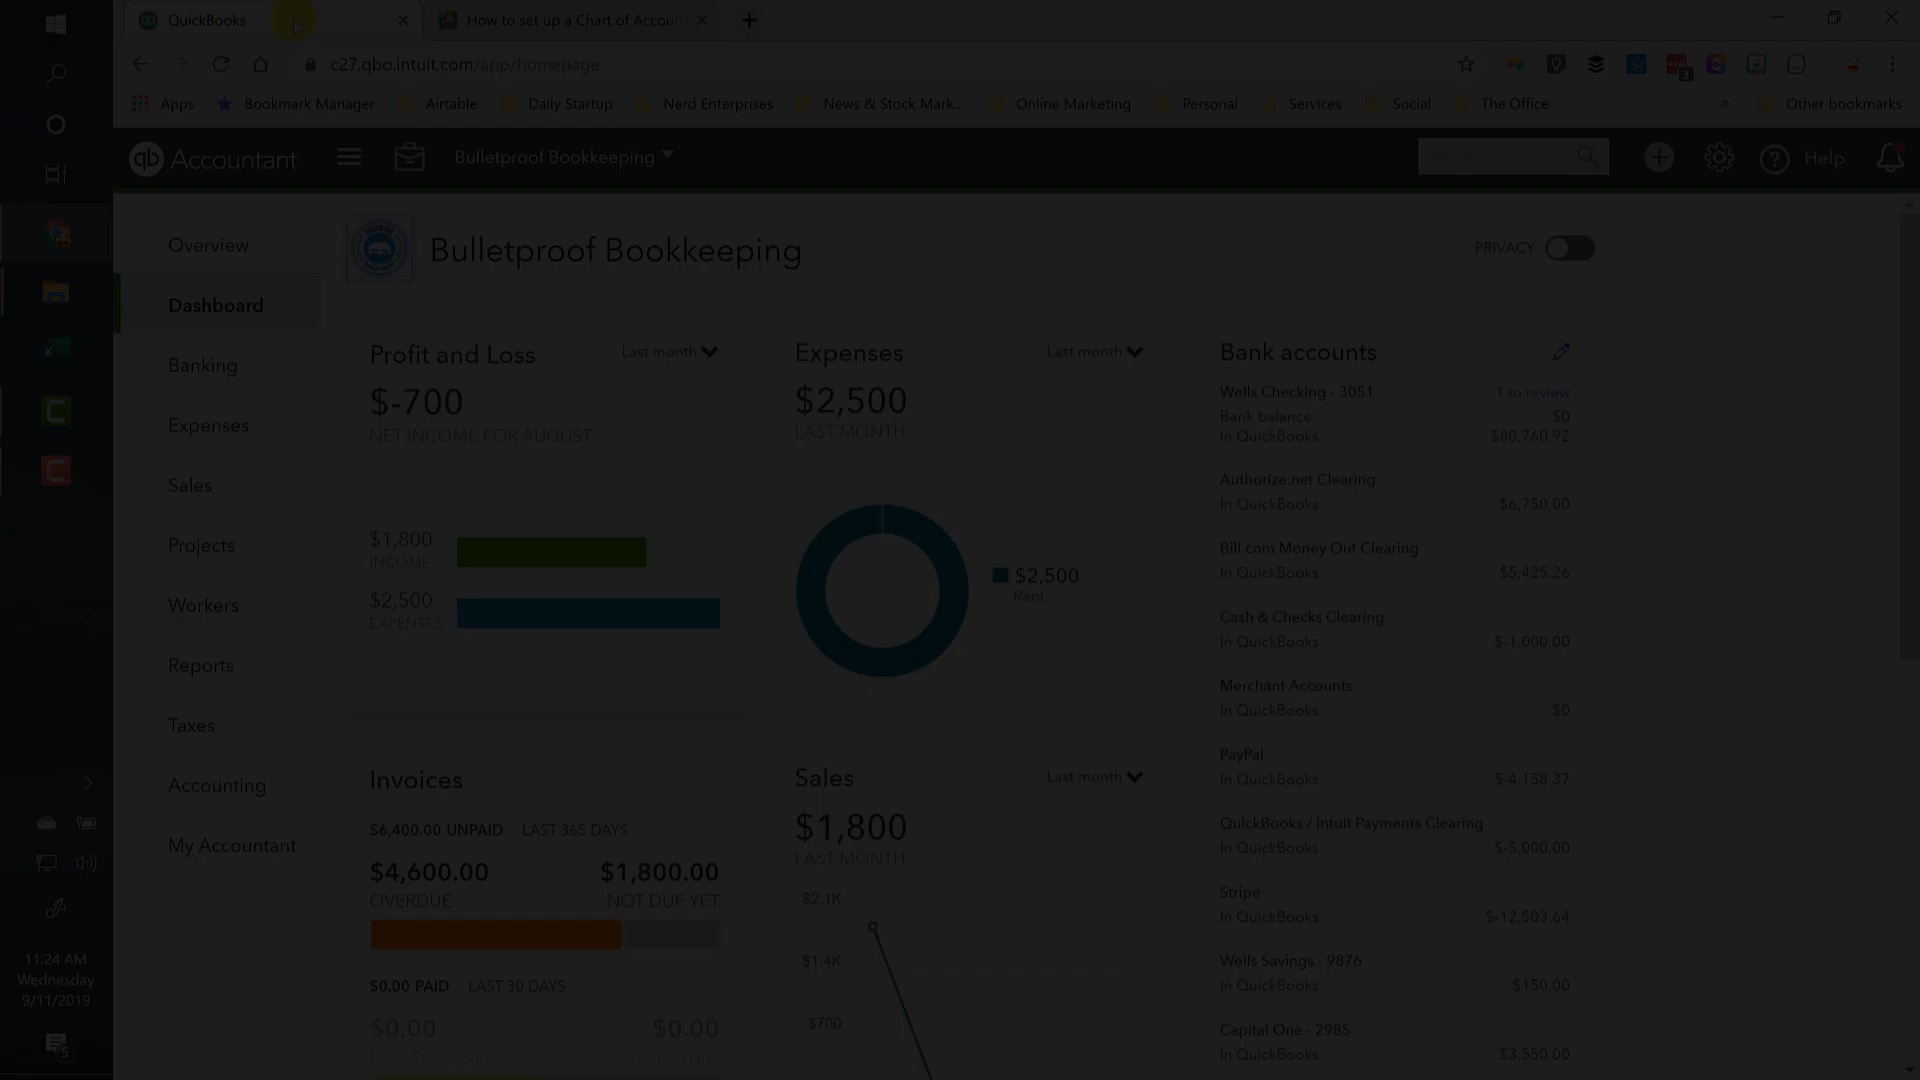 QuickBooks
How to set up a Chart of Accou
c27.qbo.intuit.com/app/homepage
3
Apps
Bookmark Manager
Airtable
Daily Startup
Nerd Enterprises
News & Stock Mark...
Online Marketing
Personal
Services
Social
The Office
»
Other bookmarks
qb Accountant
Bulletproof Bookkeeping
Help
Overview
Dashboard
Banking
Expenses
Sales
Projects
Workers
Reports
Taxes
Accounting
My Accountant
Bulletproof Bookkeeping
PRIVACY
Profit and Loss
Last month
$-700
NET INCOME FOR AUGUST
$1,800
INCOME
$2,500
EXPENSES
Expenses
Last month
$2,500
LAST MONTH
$2,500
Rent
Invoices
$6,400.00 UNPAID LAST 365 DAYS
$4,600.00 $1,800.00
OVERDUE NOT DUE YET
$0.00 PAID LAST 30 DAYS
$0.00 $0.00
Sales
Last month
$1,800
LAST MONTH
$2.1K
$1.4K
$700
Bank accounts
Wells Checking - 3051 1 to review
Bank balance $0
In QuickBooks $80,760.92
Authorize.net Clearing
In QuickBooks $6,750.00
Bill.com Money Out Clearing
In QuickBooks $5,425.26
Cash & Checks Clearing
In QuickBooks $-1,000.00
Merchant Accounts
In QuickBooks $0
PayPal
In QuickBooks $-4,158.37
QuickBooks / Intuit Payments Clearing
In QuickBooks $-5,000.00
Stripe
In QuickBooks $-12,503.64
Wells Savings - 9876
In QuickBooks $150.00
Capital One - 2985
In QuickBooks $3,550.00
11:24 AM
Wednesday
9/11/2019
5